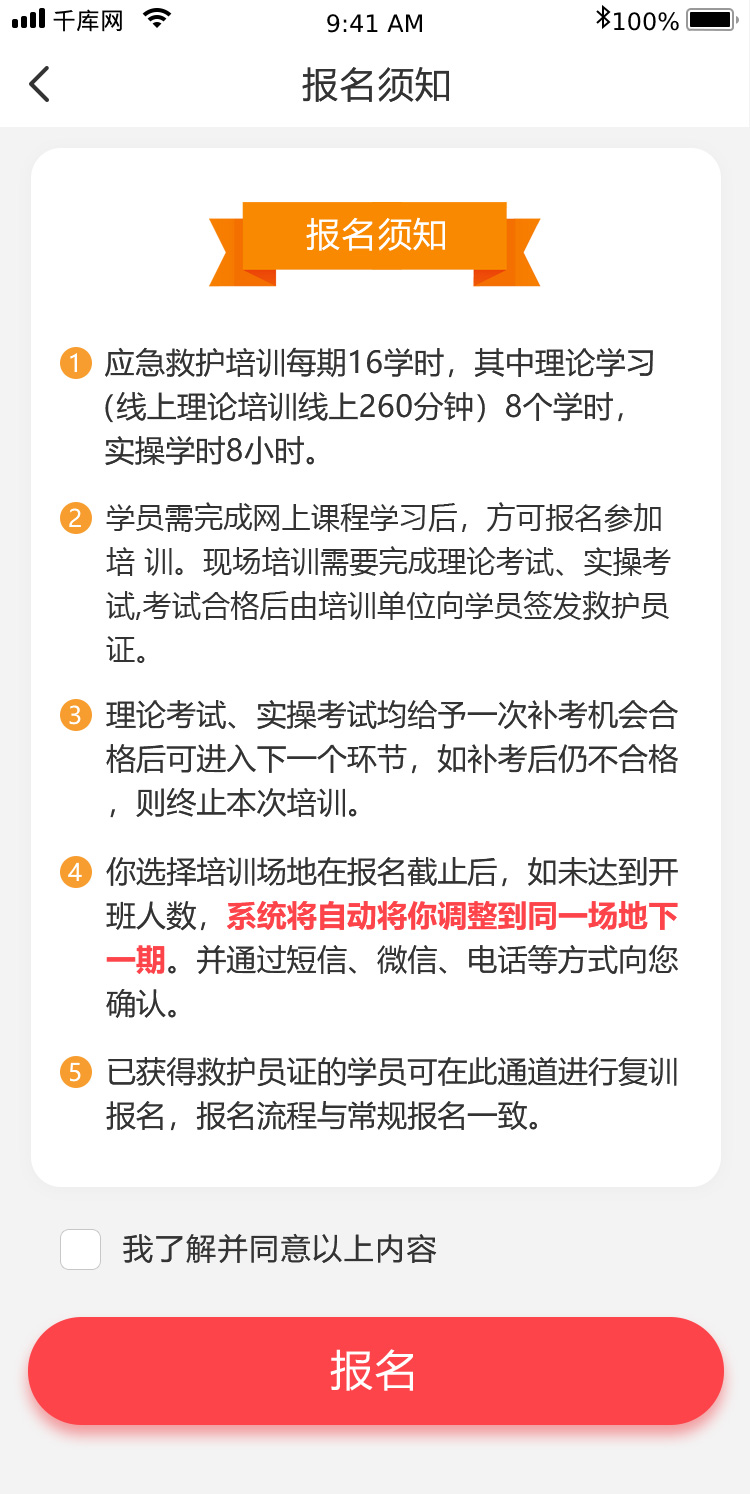 千库网 9:41 AM 100%
报名须知
报名须知
1 应急救护培训每期16学时，其中理论学习
（线上理论培训线上260分钟）8个学时，
实操学时8小时。
2 学员需完成网上课程学习后，方可报名参加
培 训。现场培训需要完成理论考试、实操考
试,考试合格后由培训单位向学员签发救护员
证。
3 理论考试、实操考试均给予一次补考机会合
格后可进入下一个环节，如补考后仍不合格
，则终止本次培训。
4 你选择培训场地在报名截止后，如未达到开
班人数，系统将自动将你调整到同一场地下
一期。并通过短信、微信、电话等方式向您
确认。
5 已获得救护员证的学员可在此通道进行复训
报名，报名流程与常规报名一致。
我了解并同意以上内容
报名